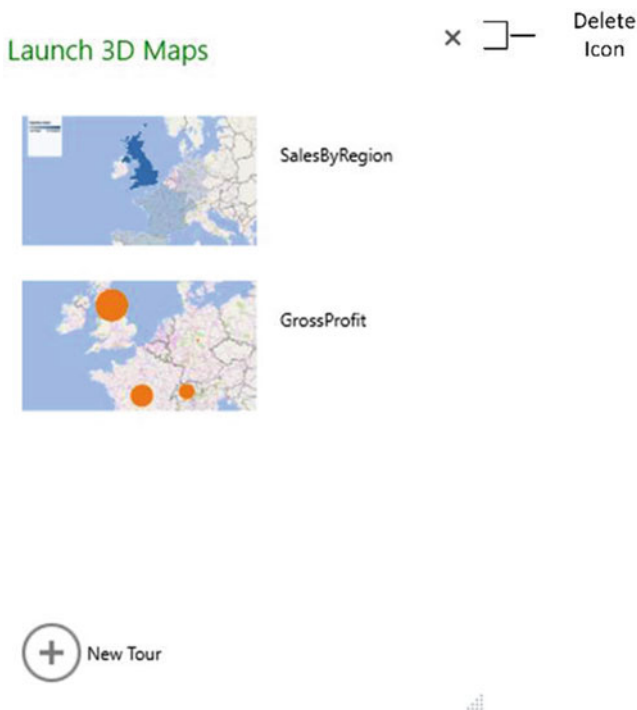 Launch 3D Maps
Delete
Icon
SalesByRegion
GrossProfit
New Tour